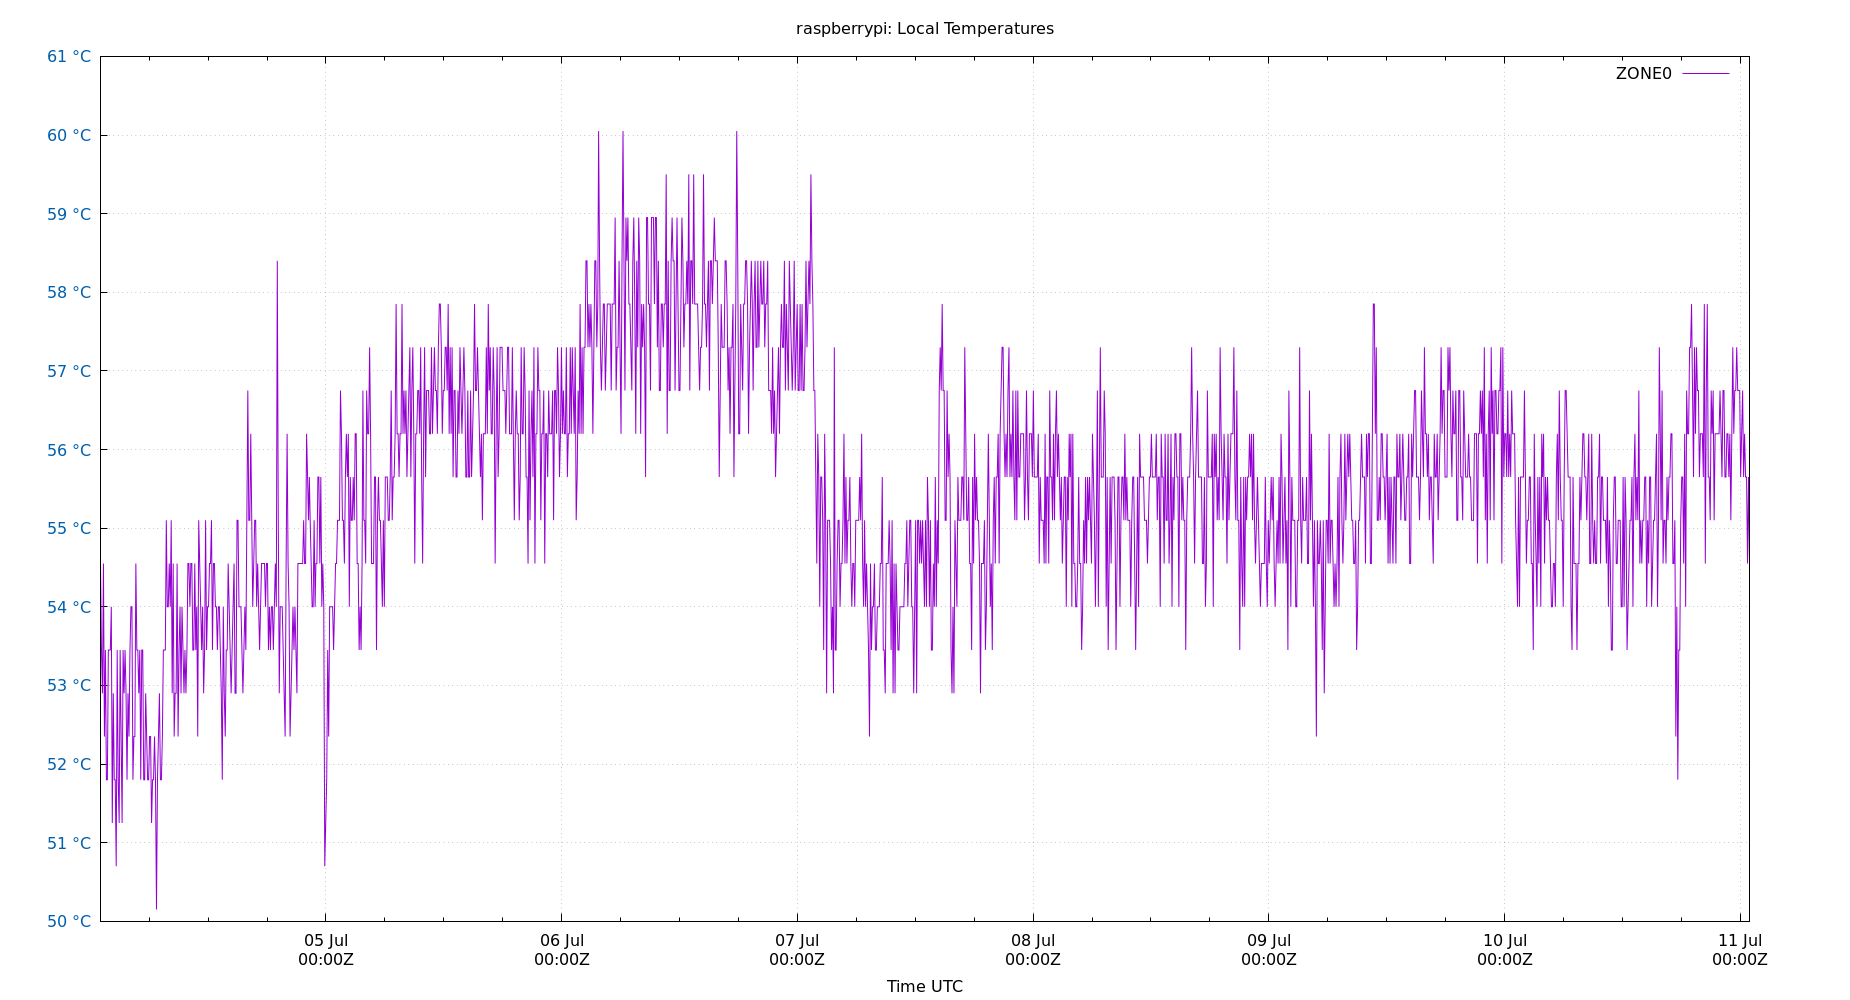 raspberrypi: Local Temperatures
61 °C
ZONE0
60 °C
59 °C
58 °C
57 °C
56 °C
55 °C
54 °C
53 °C
52 °C
51 °C
50 °C
05 Jul 06 Jul 07 Jul 08 Jul 09 Jul 10 Jul 11 Jul
00:00Z 00:00Z 00:00Z 00:00Z 00:00Z 00:00Z 00:00Z
Time UTC